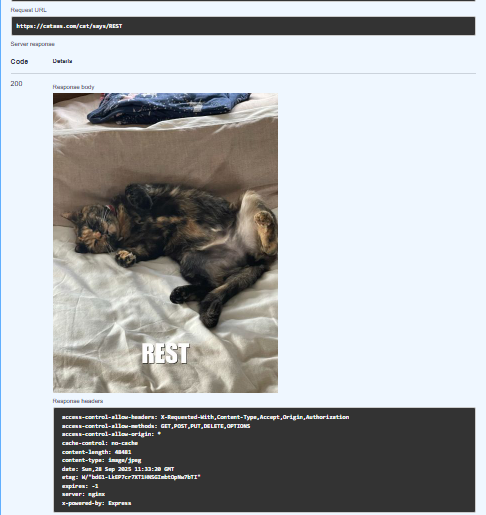 Request URL
https://cataas.com/cat/says/REST
Server response
Code Details
200
Response body
REST
Response headers
access-control-allow-headers: X-Requested-With,Content-Type,Accept,Origin,Authorization
access-control-allow-methods: GET,POST,PUT,DELETE,OPTIONS
access-control-allow-origin: *
cache-control: no-cache
content-length: 48481
content-type: image/jpeg
date: Sun,28 Sep 2025 11:33:20 GMT
etag:
expires: -1
server: nginx
x-powered-by: Express